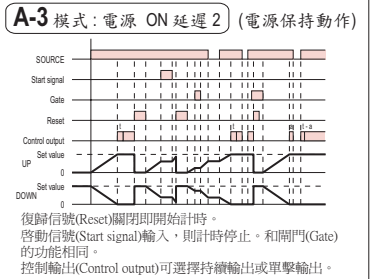 A-3 模式:電源 ON 延遲 2 (電源保持動作)
SOURCE
Start signal
Gate
Reset
t
t
a
t - a
Control output
Set value
UP
0
Set value
DOWN
0
復歸信號(Reset)關閉即開始計時。
啓動信號(Start signal)輸入,則計時停止。和閘門(Gate)
的功能相同。
控制輸出(Control output)可選擇持續輸出或單擊輸出。